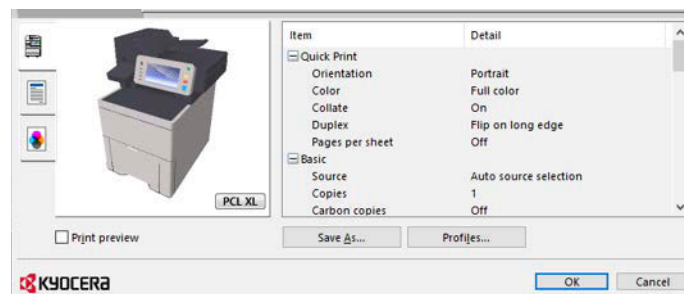 Item Detail
Quick Print
Orientation Portrait
Color Full color
Collate On
Duplex Flip on long edge
Pages per sheet Off
Basic
Source Auto source selection
Copies 1
Carbon copies Off
PCL XL
Print preview Save As... Profiles...
KYOCERA OK Cancel